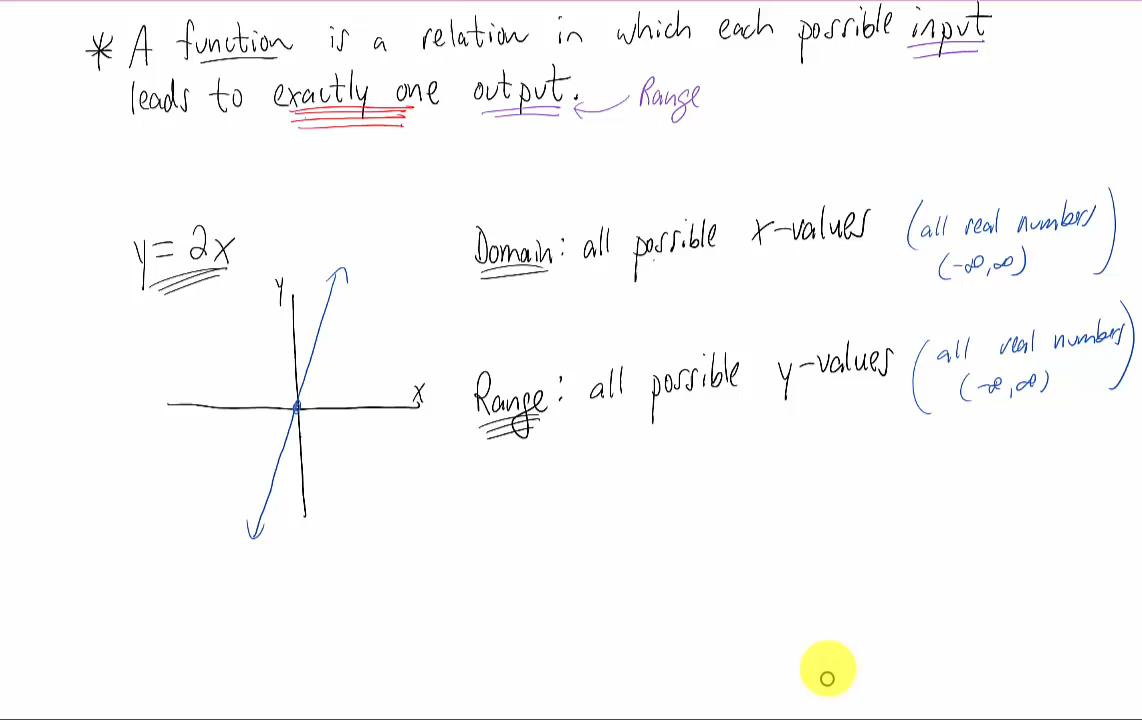 * A function is a relation in which each possible input
leads to exactly one output. Range
y = 2x
Domain: all possible x-values (all real numbers
(-∞,∞))
y
x
Range: all possible y-values (all real numbers
(-∞,∞))